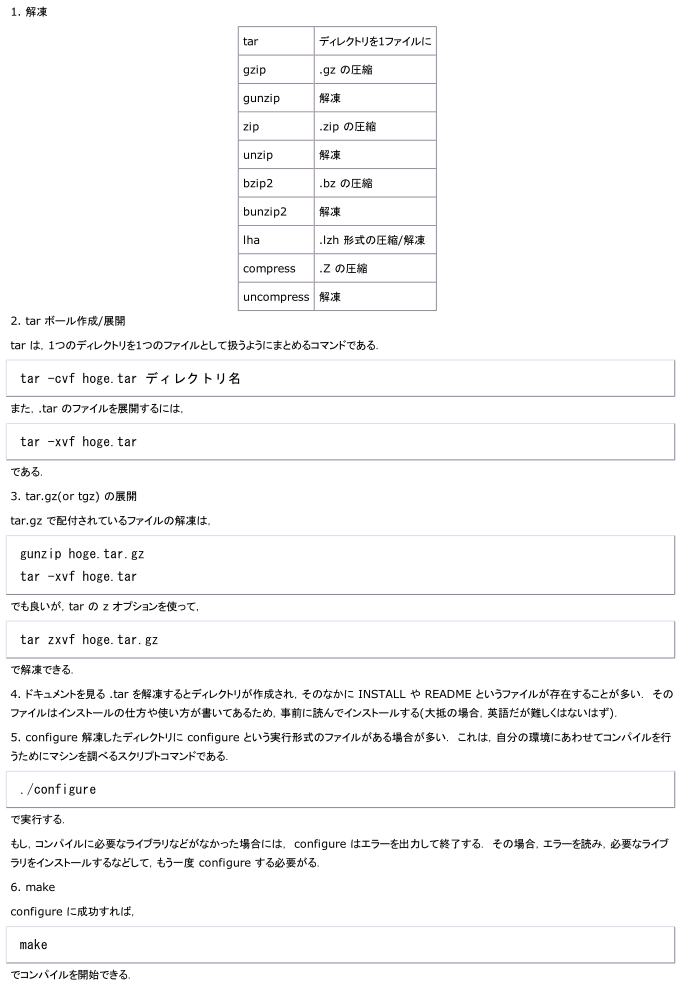 1. 解凍
tar ディレクトリを1ファイルに
gzip .gz の圧縮
gunzip 解凍
zip .zip の圧縮
unzip 解凍
bzip2 .bz の圧縮
bunzip2 解凍
lha .lzh 形式の圧縮/解凍
compress .Z の圧縮
uncompress 解凍
2. tar ボール作成/展開
tar は, 1つのディレクトリを1つのファイルとして扱うようにまとめるコマンドである.
tar -cvf hoge.tar ディレクトリ名
また, .tar のファイルを展開するには,
tar -xvf hoge.tar
である.
3. tar.gz(or tgz) の展開
tar.gz で配付されているファイルの解凍は,
gunzip hoge.tar.gz
tar -xvf hoge.tar
でも良いが, tar の z オプションを使って,
tar zxvf hoge.tar.gz
で解凍できる.
4. ドキュメントを見る .tar を解凍するとディレクトリが作成され, そのなかに INSTALL や README というファイルが存在することが多い. その
ファイルはインストールの仕方や使い方が書いてあるため, 事前に読んでインストールする(大抵の場合, 英語だが難しくはないはず).
5. configure 解凍したディレクトリに configure という実行形式のファイルがある場合が多い. これは, 自分の環境にあわせてコンパイルを行
うためにマシンを調べるスクリプトコマンドである.
./configure
で実行する.
もし, コンパイルに必要なライブラリなどがなかった場合には, configure はエラーを出力して終了する. その場合, エラーを読み, 必要なライブ
ラリをインストールするなどして, もう一度 configure する必要がる.
6. make
configure に成功すれば,
make
でコンパイルを開始できる.